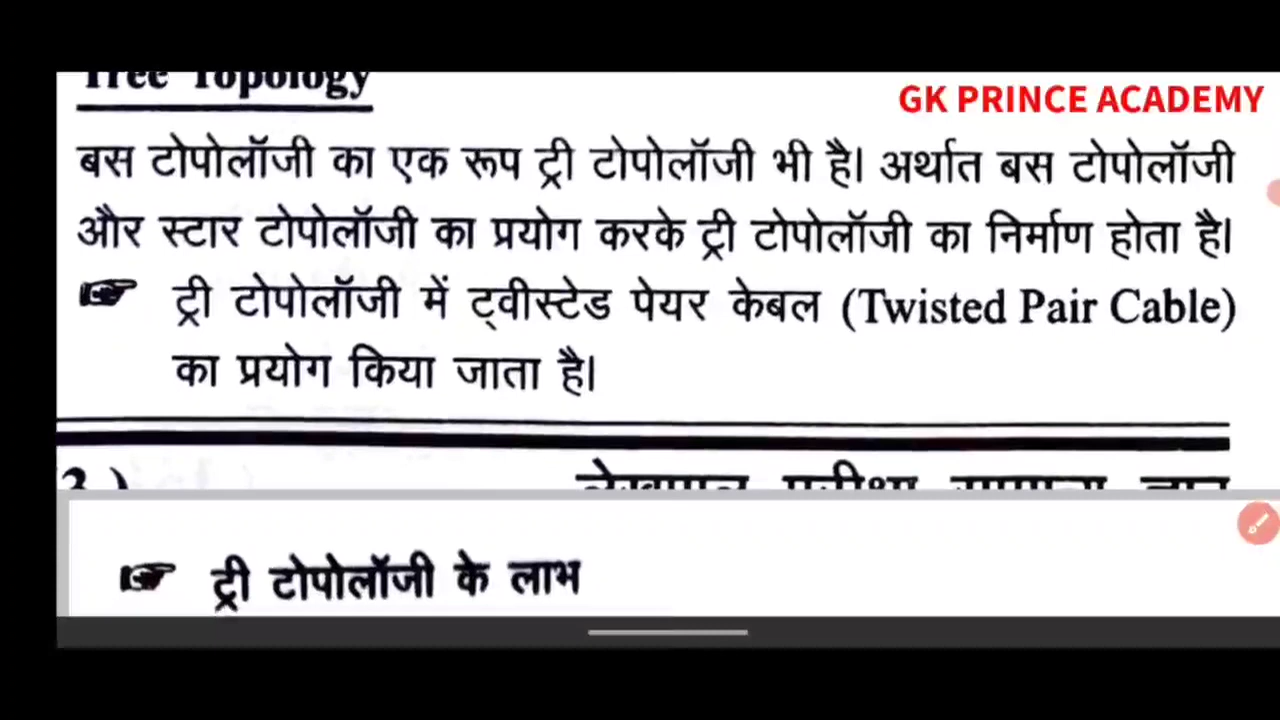 Tree Topology
GK PRINCE ACADEMY
बस टोपोलॉजी का एक रूप ट्री टोपोलॉजी भी है। अर्थात बस टोपोलॉजी
और स्टार टोपोलॉजी का प्रयोग करके ट्री टोपोलॉजी का निर्माण होता है।
ट्री टोपोलॉजी में ट्वीस्टेड पेयर केबल (Twisted Pair Cable)
का प्रयोग किया जाता है।
ट्री टोपोलॉजी के लाभ